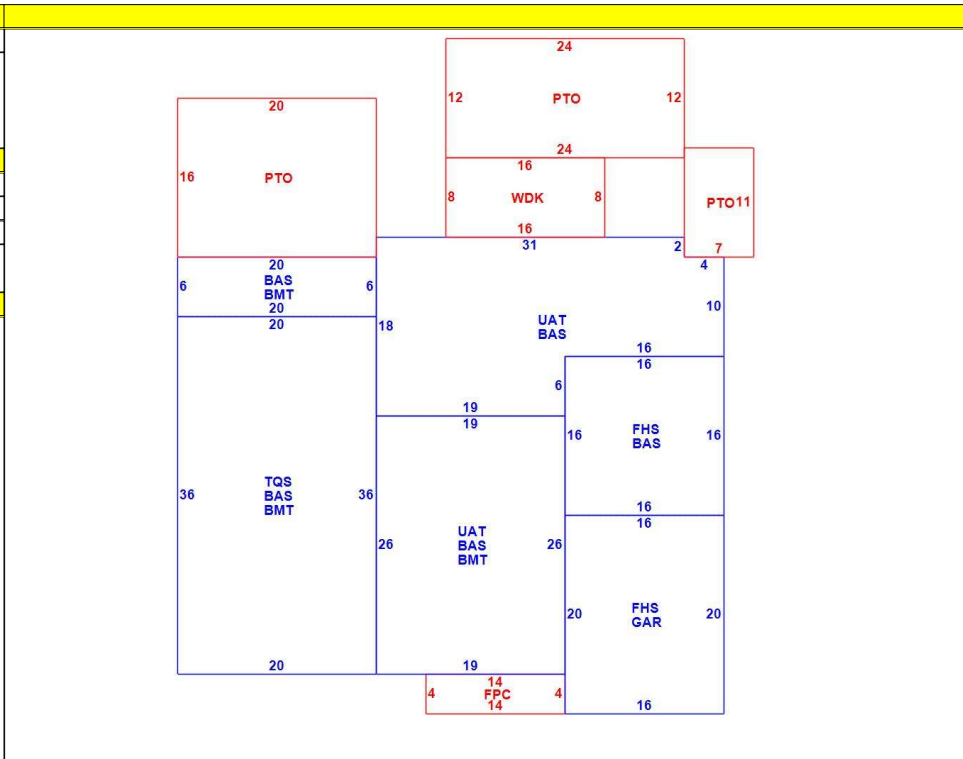 24
12 PTO 12
24
20
16 PTO
16
8 WDK 8
16
PTO 11
7
31 2
4
20
6 BAS 6
BMT
20
20
18
10
UAT
BAS
16
16
6
19
19
16 FHS 16
BAS
16
16
36 TQS 36
BAS
BMT
26 UAT 26
BAS
BMT
20 FHS 20
GAR
20
19
14
4 FPC 4
14
16